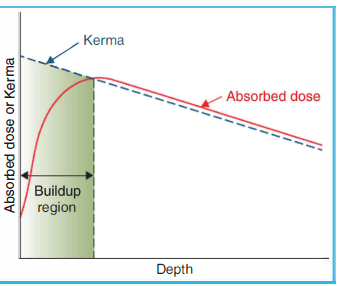 Kerma
Absorbed dose
Absorbed dose or Kerma
Buildup
region
Depth